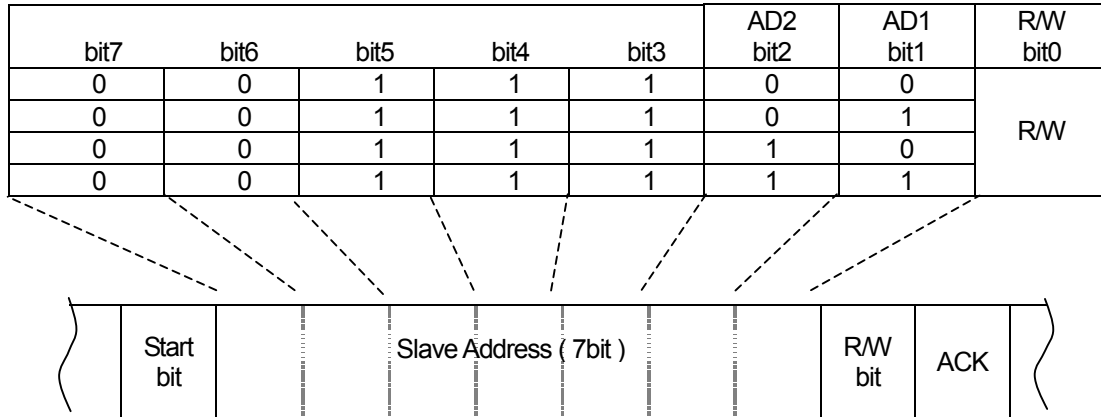 AD2 AD1 R/W
bit7 bit6 bit5 bit4 bit3 bit2 bit1 bit0
0 0 1 1 1 0 0 R/W
0 0 1 1 1 0 1
0 0 1 1 1 1 0
0 0 1 1 1 1 1
Start Slave Address ( 7bit ) R/W ACK
bit bit